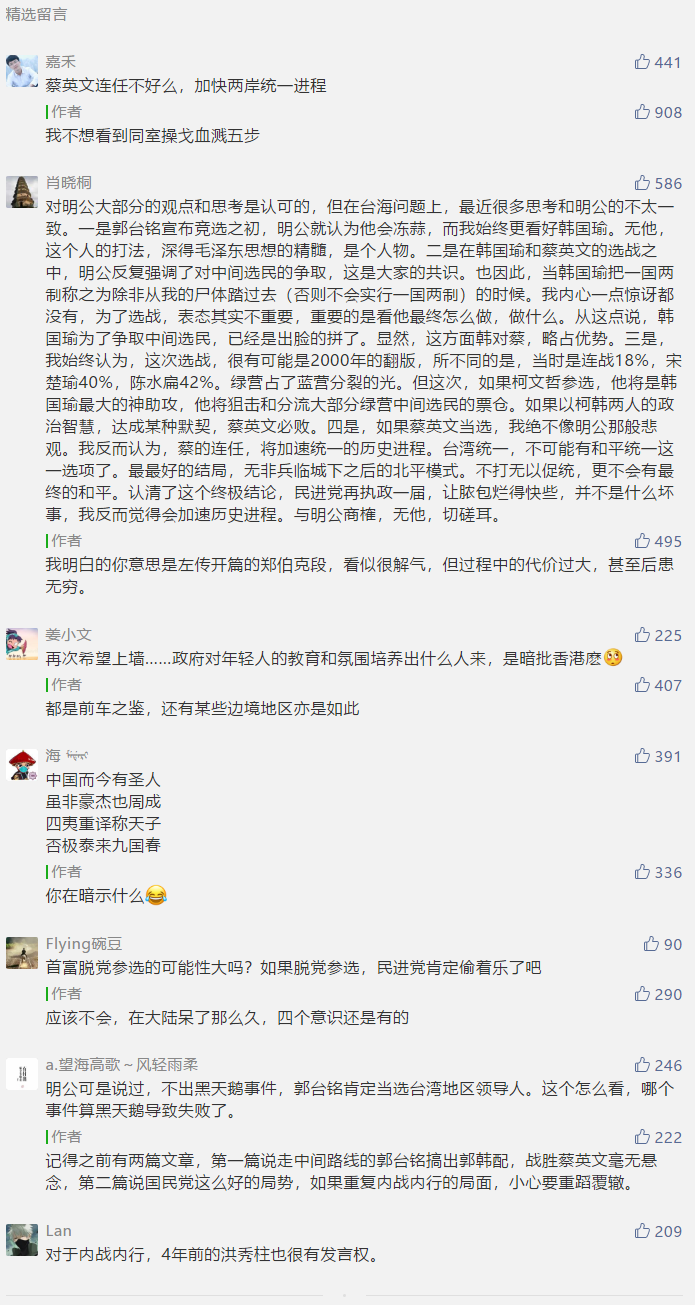 精选留言
嘉禾
441
蔡英文连任不好么，加快两岸统一进程
作者
908
我不想看到同室操戈血溅五步
肖晓桐
586
对明公大部分的观点和思考是认可的，但在台海问题上，最近很多思考和明公的不太一
致。一是郭台铭宣布竞选之初，明公就认为他会冻蒜，而我始终更看好韩国瑜。无他，
这个人的打法，深得毛泽东思想的精髓，是个人物。二是在韩国瑜和蔡英文的选战之
中，明公反复强调了对中间选民的争取，这是大家的共识。也因此，当韩国瑜把一国两
制称之为除非从我的尸体踏过去（否则不会实行一国两制）的时候。我内心一点惊讶都
没有，为了选战，表态其实不重要，重要的是看他最终怎么做，做什么。从这点说，韩
国瑜为了争取中间选民，已经是出脸的拼了。显然，这方面韩对蔡，略占优势。三是，
我始终认为，这次选战，很有可能是2000年的翻版，所不同的是，当时是连战18%，宋
楚瑜40%，陈水扁42%。绿营占了蓝营分裂的光。但这次，如果柯文哲参选，他将是韩
国瑜最大的神助攻，他将狙击和分流大部分绿营中间选民的票仓。如果以柯韩两人的政
治智慧，达成某种默契，蔡英文必败。四是，如果蔡英文当选，我绝不像明公那般悲
观。我反而认为，蔡的连任，将加速统一的历史进程。台湾统一，不可能有和平统一这
一选项了。最最好的结局，无非兵临城下之后的北平模式。不打无以促统，更不会有最
终的和平。认清了这个终极结论，民进党再执政一届，让脓包烂得快些，并不是什么坏
事，我反而觉得会加速历史进程。与明公商榷，无他，切磋耳。
作者
495
我明白的你意思是左传开篇的郑伯克段，看似很解气，但过程中的代价过大，甚至后患
无穷。
姜小文
225
再次希望上墙......政府对年轻人的教育和氛围培养出什么人来，是暗批香港麽
作者
407
都是前车之鉴，还有某些边境地区亦是如此
海
391
中国而今有圣人
虽非豪杰也周成
四夷重译称天子
否极泰来九国春
作者
336
你在暗示什么😂
Flying碗豆
90
首富脱党参选的可能性大吗？如果脱党参选，民进党肯定偷着乐了吧
作者
290
应该不会，在大陆呆了那么久，四个意识还是有的
a.望海高歌～风轻雨柔
246
明公可是说过，不出黑天鹅事件，郭台铭肯定当选台湾地区领导人。这个怎么看，哪个
事件算黑天鹅导致失败了。
作者
222
记得之前有两篇文章，第一篇说走中间路线的郭台铭搞出郭韩配，战胜蔡英文毫无悬
念，第二篇说国民党这么好的局势，如果重复内战内行的局面，小心要重蹈覆辙。
Lan
209
对于内战内行，4年前的洪秀柱也很有发言权。